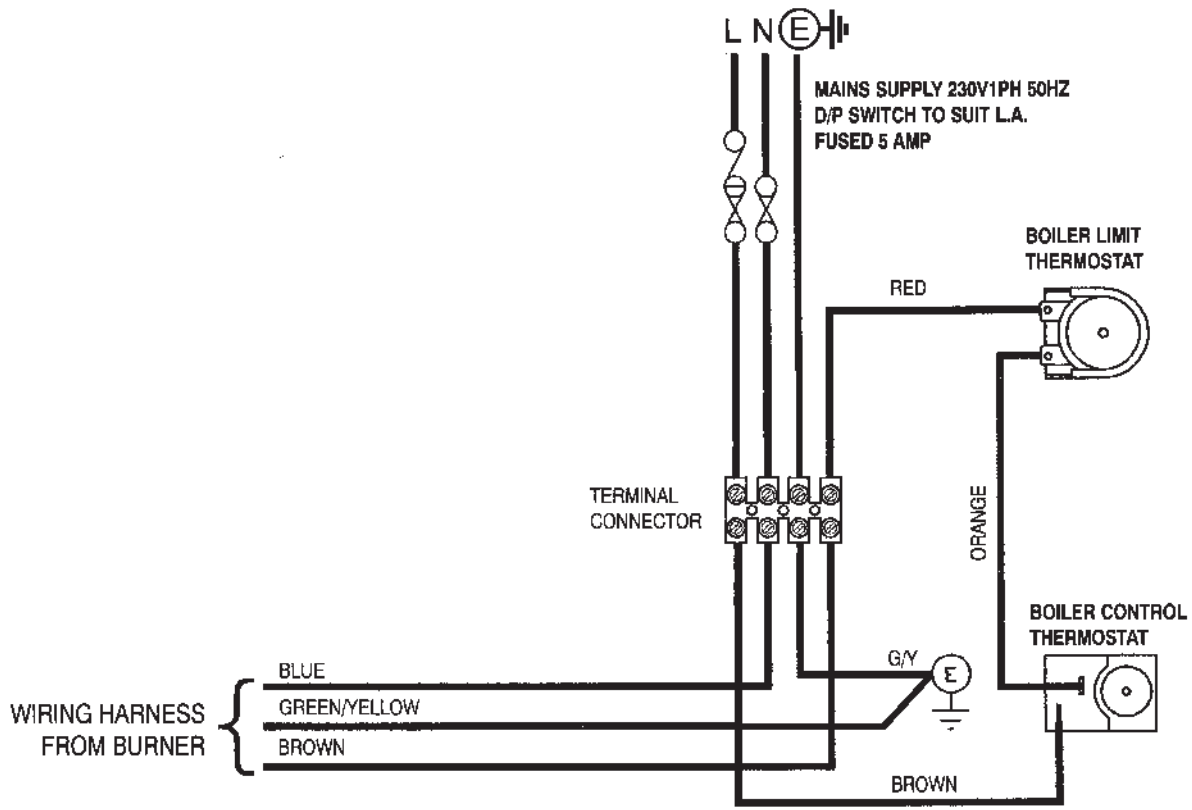 L N E
MAINS SUPPLY 230V1PH 50HZ
D/P SWITCH TO SUIT L.A.
FUSED 5 AMP
BOILER LIMIT
THERMOSTAT
RED
TERMINAL
CONNECTOR
ORANGE
BOILER CONTROL
THERMOSTAT
G/Y
E
BLUE
GREEN/YELLOW
WIRING HARNESS
FROM BURNER
BROWN
BROWN